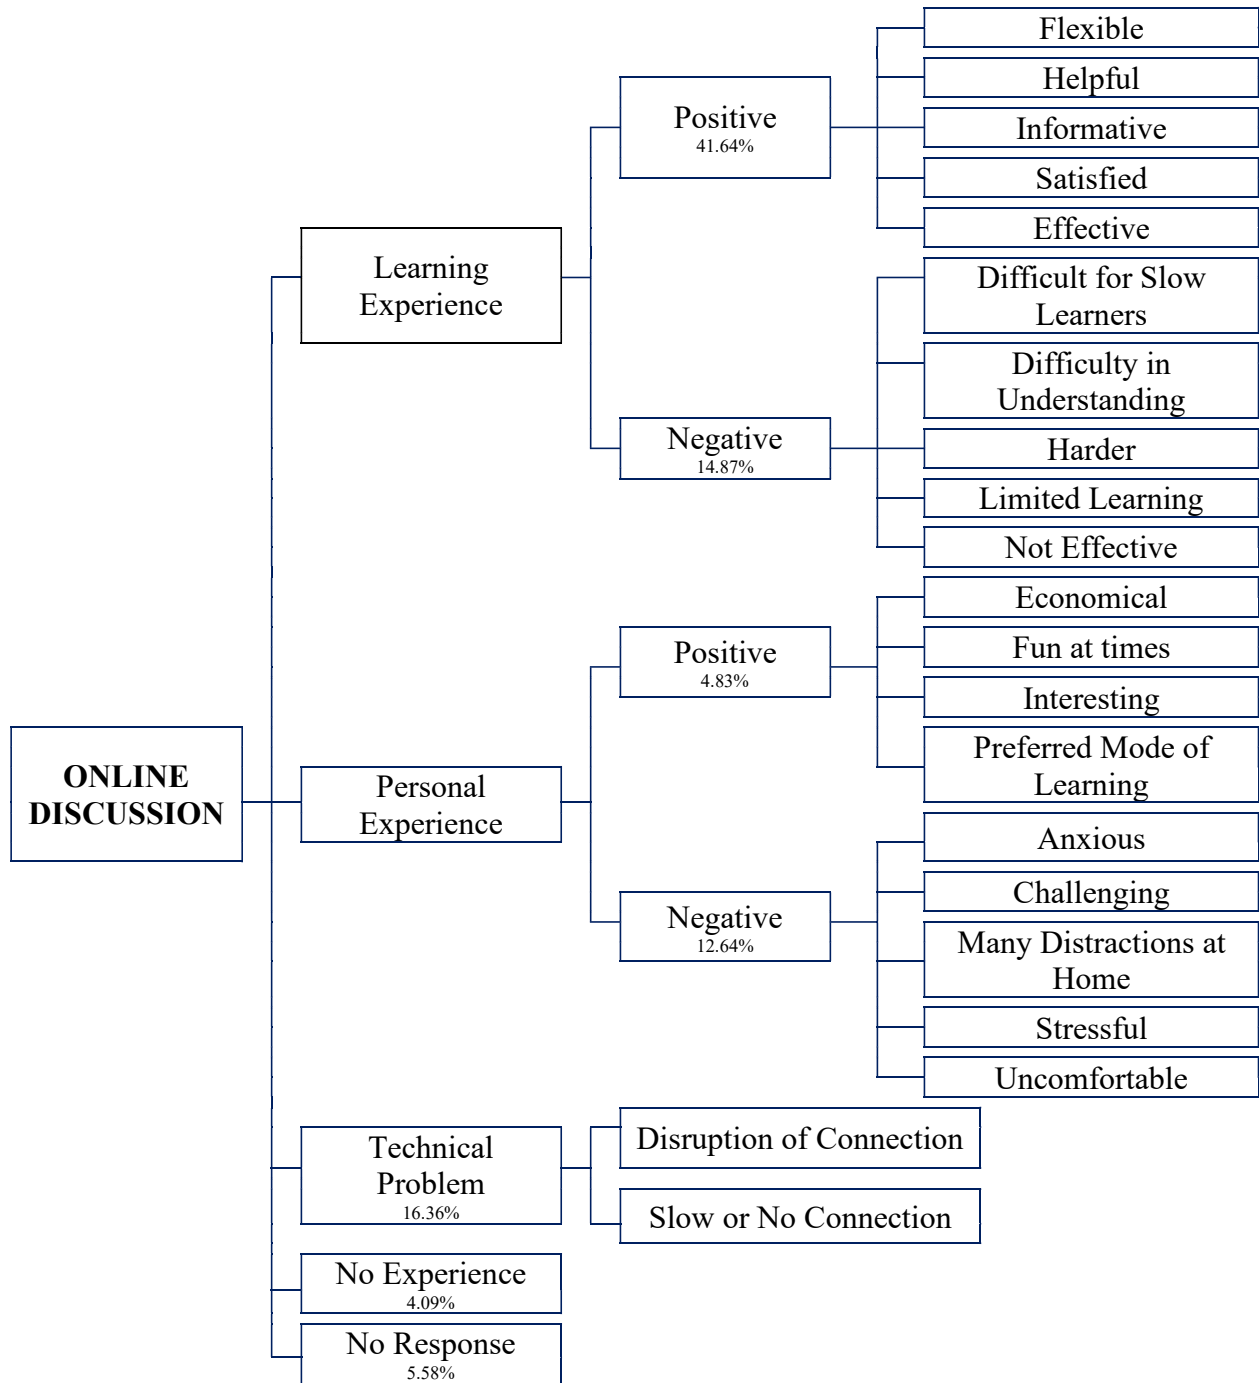 Flexible
Helpful
Positive
41.64%
Informative
Satisfied
Effective
Learning
Experience
Difficult for Slow
Learners
Difficulty in
Understanding
Negative
14.87%
Harder
Limited Learning
Not Effective
Economical
Positive
4.83%
Fun at times
Interesting
Preferred Mode of
Learning
ONLINE
DISCUSSION
Personal
Experience
Anxious
Challenging
Negative
12.64%
Many Distractions at
Home
Stressful
Uncomfortable
Technical
Problem
16.36%
Disruption of Connection
Slow or No Connection
No Experience
4.09%
No Response
5.58%